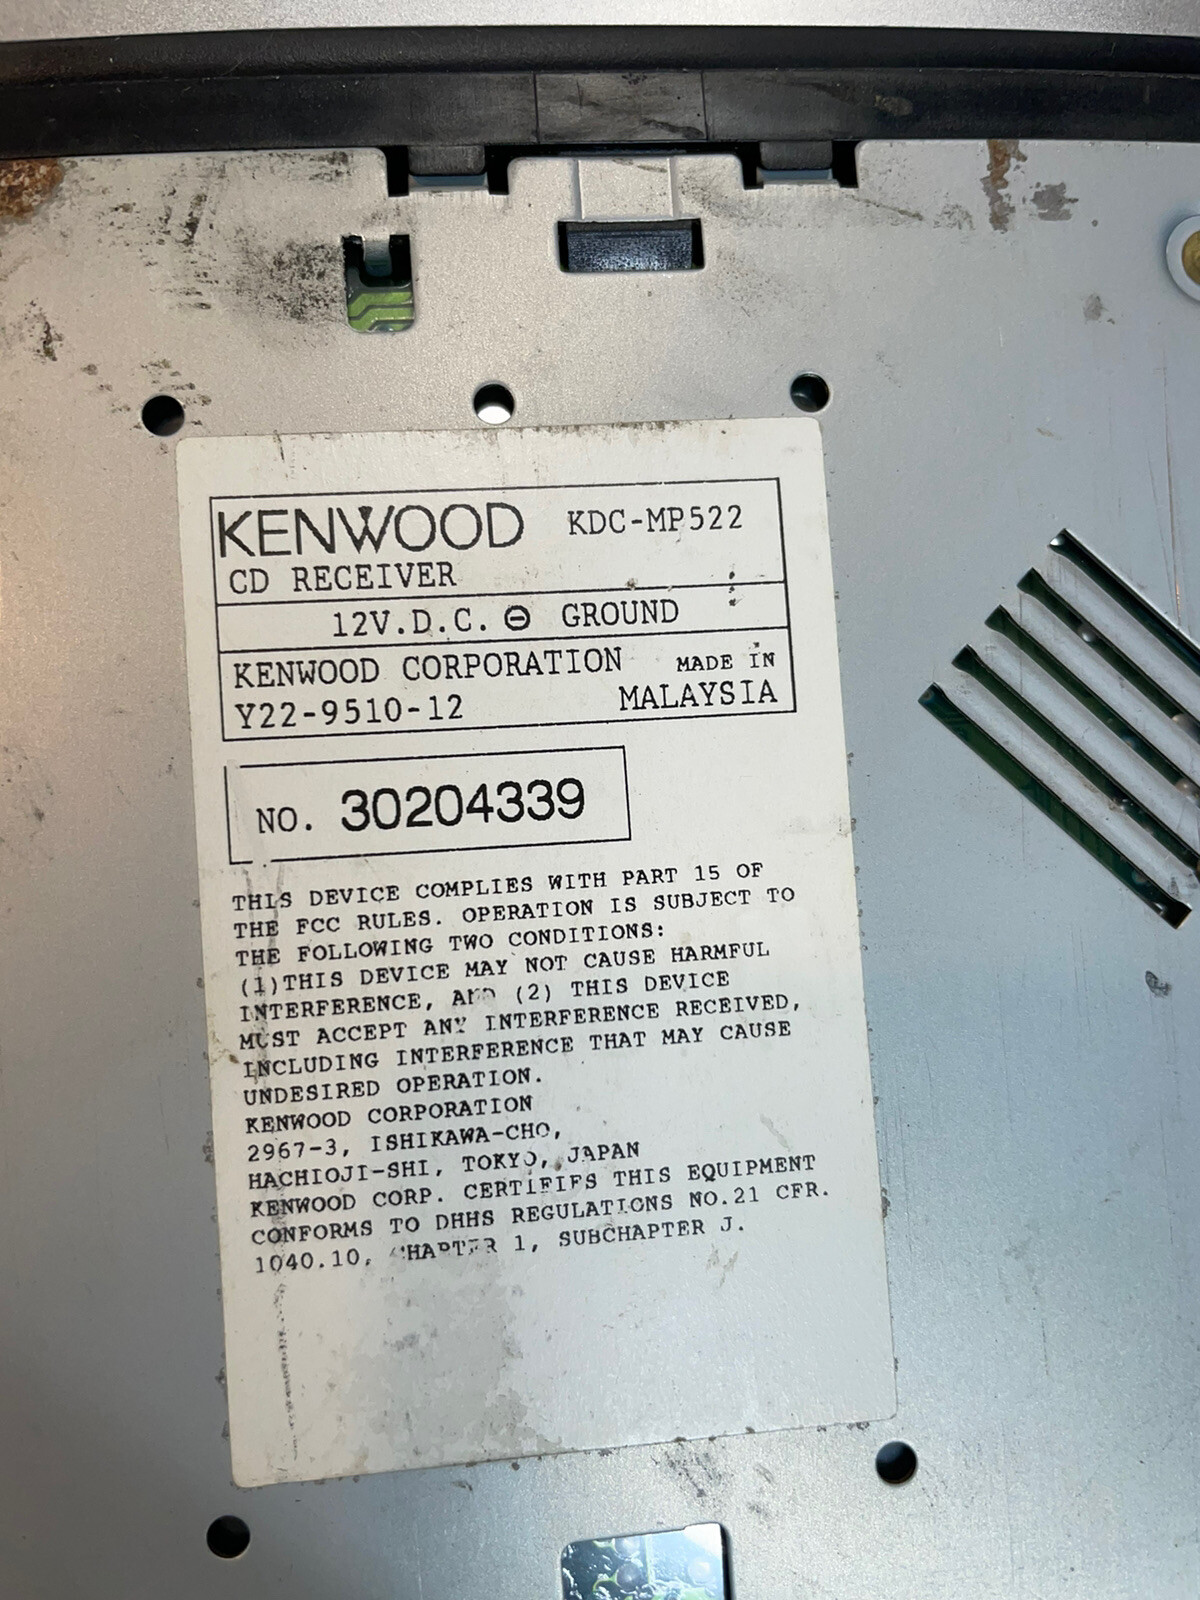 KENWOOD KDC-MP522
CD RECEIVER
12V.D.C. ⊖ GROUND
KENWOOD CORPORATION MADE IN
Y22-9510-12 MALAYSIA
NO. 30204339
THIS DEVICE COMPLIES WITH PART 15 OF
THE FCC RULES. OPERATION IS SUBJECT TO
THE FOLLOWING TWO CONDITIONS:
(1)THIS DEVICE MAY NOT CAUSE HARMFUL
INTERFERENCE, AND (2) THIS DEVICE
MUST ACCEPT ANY INTERFERENCE RECEIVED,
INCLUDING INTERFERENCE THAT MAY CAUSE
UNDESIRED OPERATION.
KENWOOD CORPORATION
2967-3, ISHIKAWA-CHO,
HACHIOJI-SHI, TOKYO, JAPAN
KENWOOD CORP. CERTIFIES THIS EQUIPMENT
CONFORMS TO DHHS REGULATIONS NO.21 CFR.
1040.10, CHAPTER 1, SUBCHAPTER J.